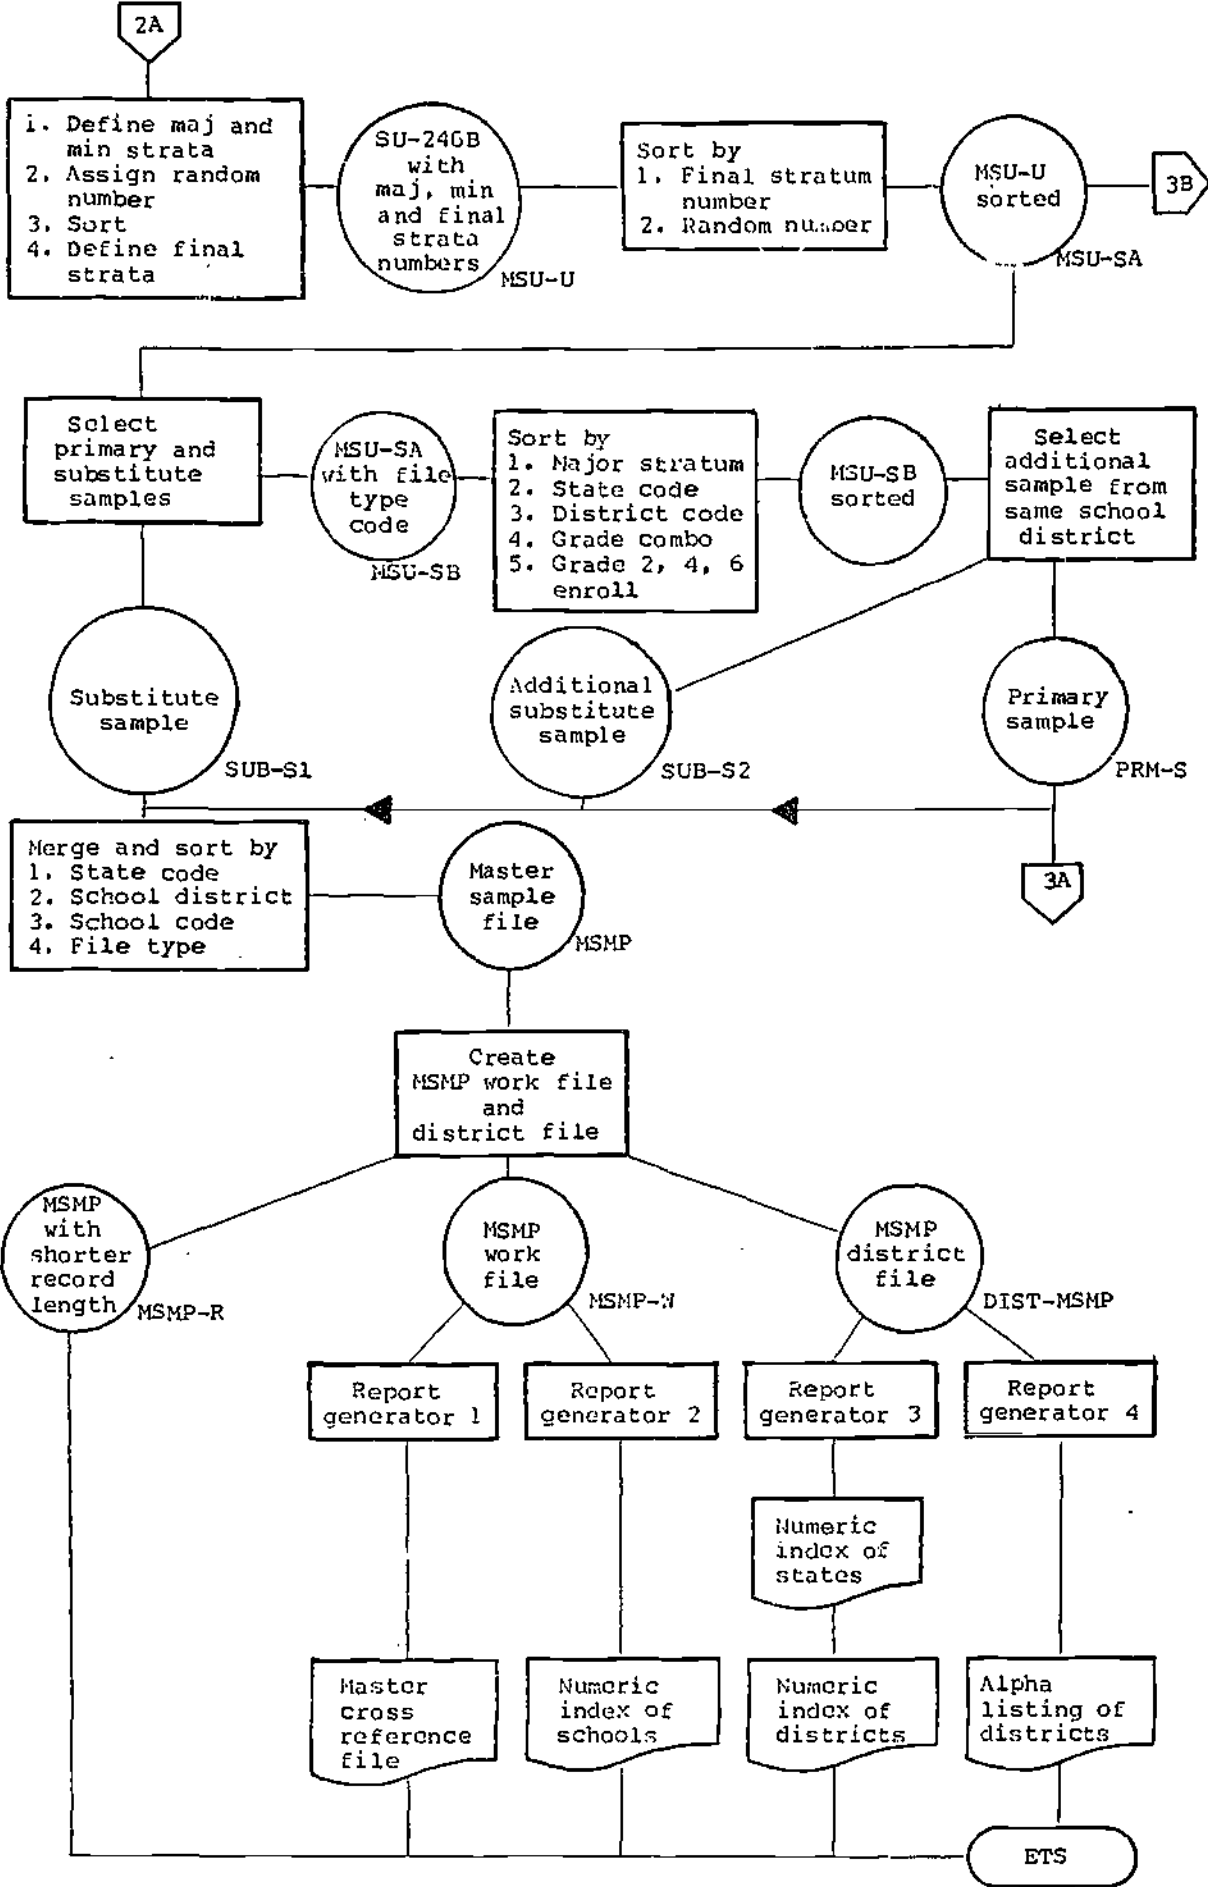 2A
1. Define maj and
min strata
2. Assign random
number
3. Sort
4. Define final
strata
SU-24GB
with
maj, min
and final
strata
numbers
MSU-U
Sort by
1. Final stratum
number
2. Random number
MSU-U
sorted
MSU-SA
3B
Select
primary and
substitute
samples
MSU-SA
with file
type
code
MSU-SB
Sort by
1. Major stratum
2. State code
3. District code
4. Grade combo
5. Grade 2, 4, 6
enroll
MSU-SB
sorted
Select
additional
sample from
same school
district
Substitute
sample
SUB-S1
Additional
substitute
sample
SUB-S2
Primary
sample
PRM-S
Merge and sort by
1. State code
2. School district
3. School code
4. File type
Master
sample
file
MSMP
3A
Create
MSMP work file
and
district file
MSMP
with
shorter
record
length
MSMP-R
MSMP
work
file
MSMP-W
MSMP
district
file
DIST-MSMP
Report
generator 1
Report
generator 2
Report
generator 3
Report
generator 4
Numeric
index of
states
Master
cross
reference
file
Numeric
index of
schools
Numeric
index of
districts
Alpha
listing of
districts
ETS